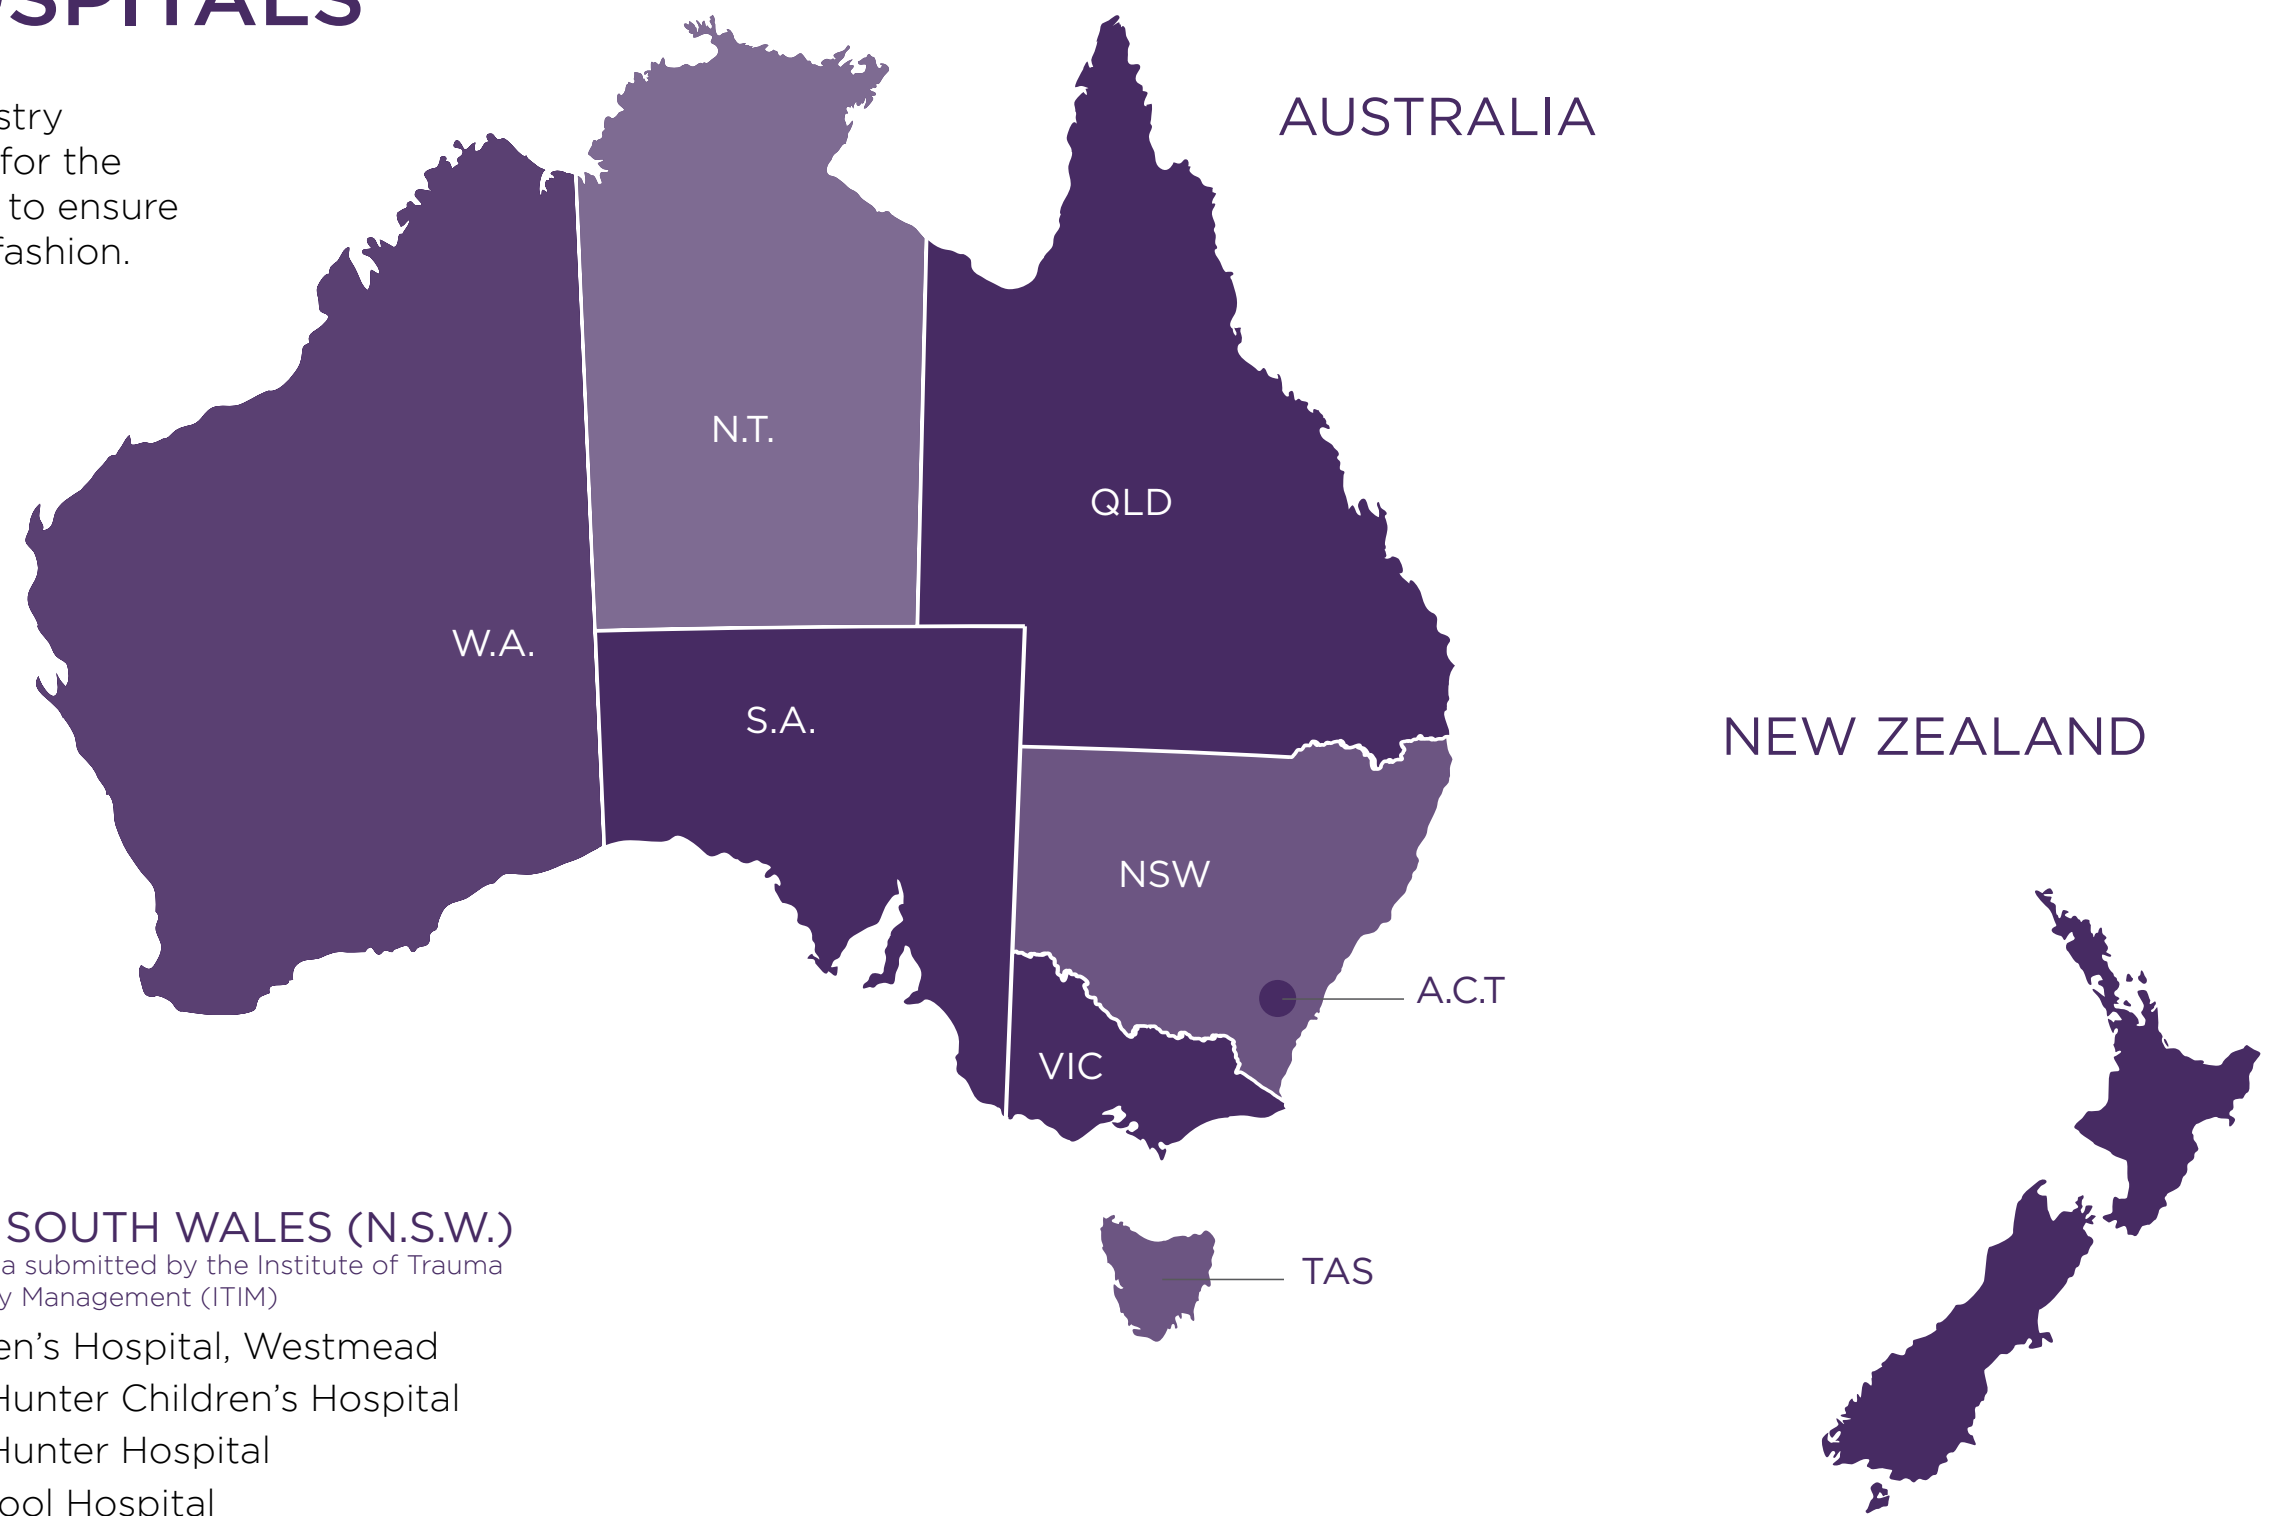 SPITALS
stry
for the
to ensure
fashion.
AUSTRALIA
N.T.
QLD
W.A.
S.A.
NEW ZEALAND
NSW
A.C.T
VIC
TAS
SOUTH WALES (N.S.W.)
a submitted by the Institute of Trauma
y Management (ITIM)
en's Hospital, Westmead
Hunter Children's Hospital
Hunter Hospital
ool Hospital